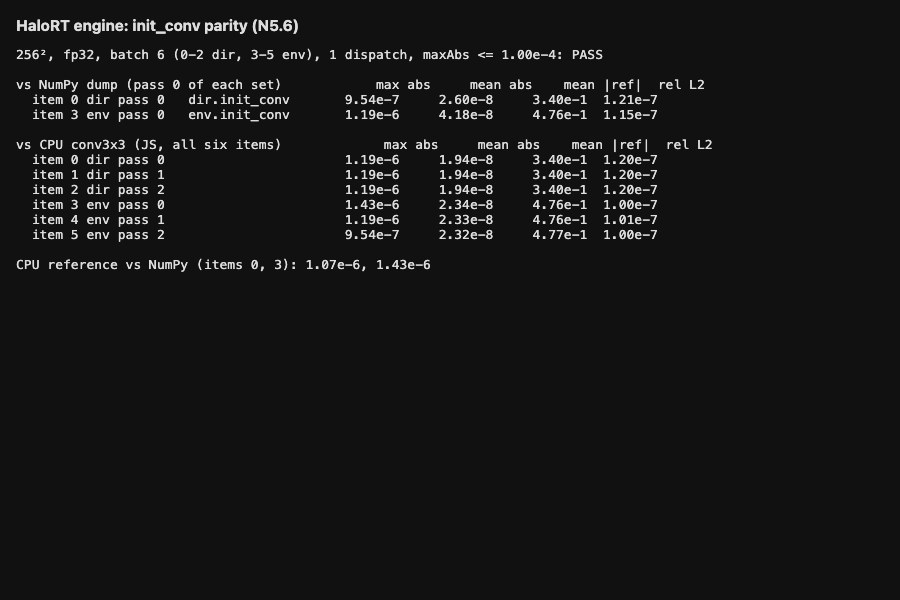 HaloRT engine: init_conv parity (N5.6)
256², fp32, batch 6 (0–2 dir, 3–5 env), 1 dispatch, maxAbs <= 1.00e-4: PASS
vs NumPy dump (pass 0 of each set)            max abs     mean abs    mean |ref|  rel L2
  item 0 dir pass 0   dir.init_conv       9.54e-7     2.60e-8     3.40e-1  1.21e-7
  item 3 env pass 0   env.init_conv       1.19e-6     4.18e-8     4.76e-1  1.15e-7
vs CPU conv3x3 (JS, all six items)             max abs     mean abs    mean |ref|  rel L2
  item 0 dir pass 0                       1.19e-6     1.94e-8     3.40e-1  1.20e-7
  item 1 dir pass 1                       1.19e-6     1.94e-8     3.40e-1  1.20e-7
  item 2 dir pass 2                       1.19e-6     1.94e-8     3.40e-1  1.20e-7
  item 3 env pass 0                       1.43e-6     2.34e-8     4.76e-1  1.00e-7
  item 4 env pass 1                       1.19e-6     2.33e-8     4.76e-1  1.01e-7
  item 5 env pass 2                       9.54e-7     2.32e-8     4.77e-1  1.00e-7
CPU reference vs NumPy (items 0, 3): 1.07e-6, 1.43e-6